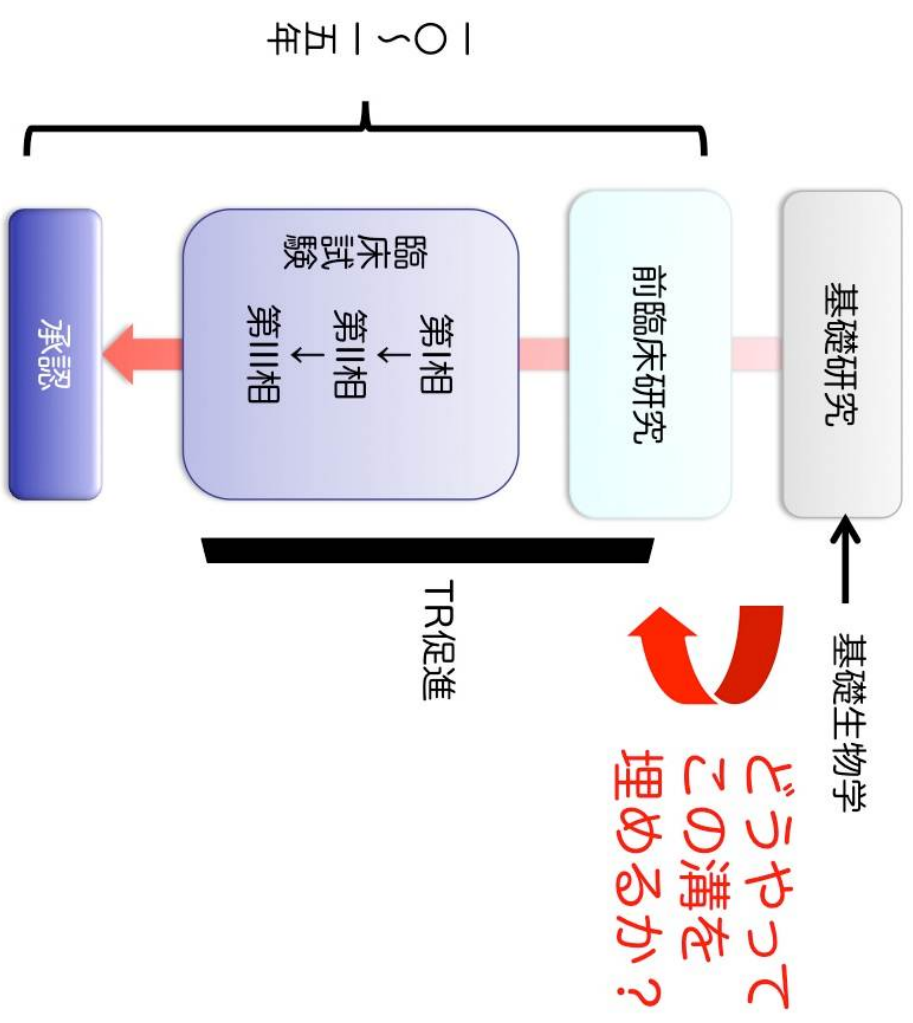 基礎生物学
基礎研究
前臨床研究
臨床試験
第I相
↓
第II相
↓
第III相
承認
一〇〜一五年
TR促進
どうやって
この溝を
埋めるか?